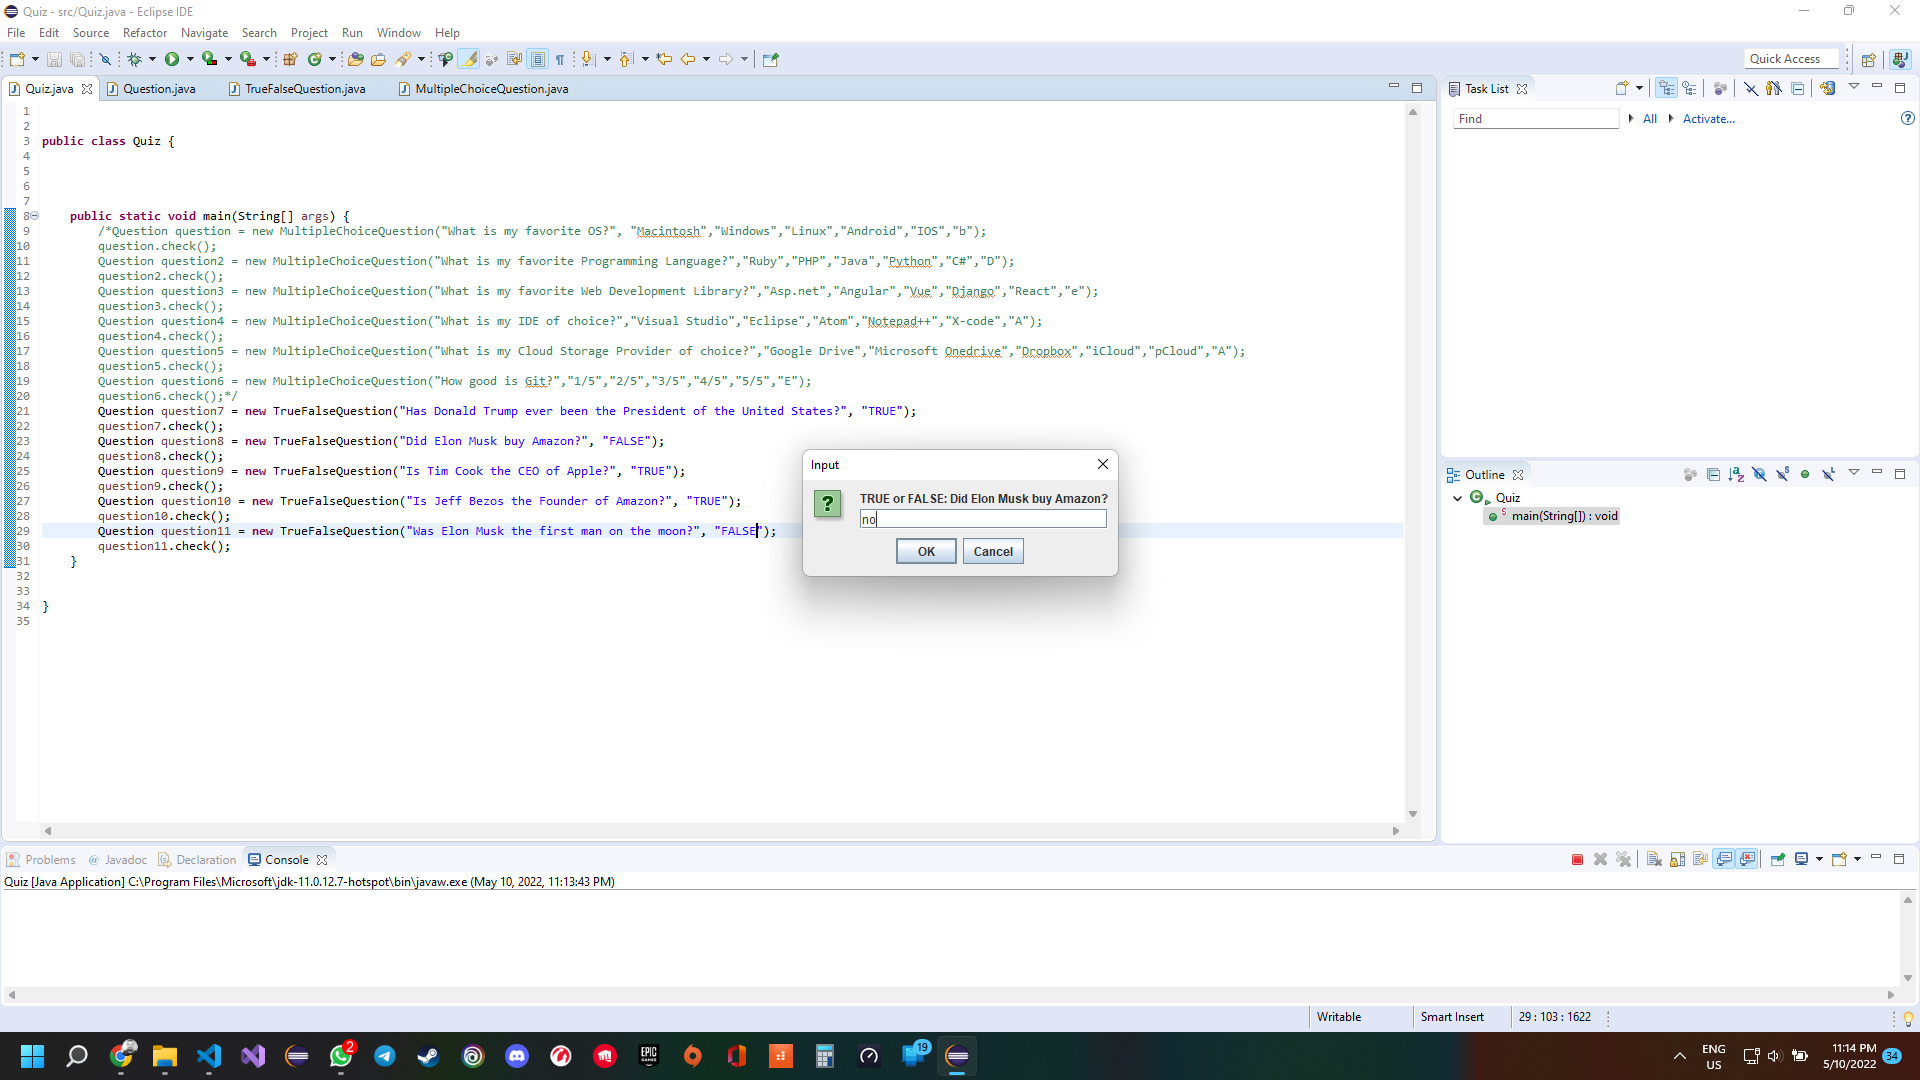 Quiz - src/Quiz.java - Eclipse IDE
File Edit Source Refactor Navigate Search Project Run Window Help
Quick Access
Quiz.java Question.java TrueFalseQuestion.java MultipleChoiceQuestion.java
1
2
3 public class Quiz {
4
5
6
7
8 public static void main(String[] args) {
9 /*Question question = new MultipleChoiceQuestion("What is my favorite OS?", "Macintosh","Windows","Linux","Android","IOS","b");
10 question.check();
11 Question question2 = new MultipleChoiceQuestion("What is my favorite Programming Language?","Ruby","PHP","Java","Python","C#","D");
12 question2.check();
13 Question question3 = new MultipleChoiceQuestion("What is my favorite Web Development Library?","Asp.net","Angular","Vue","Django","React","e");
14 question3.check();
15 Question question4 = new MultipleChoiceQuestion("What is my IDE of choice?","Visual Studio","Eclipse","Atom","Notepad++","X-code","A");
16 question4.check();
17 Question question5 = new MultipleChoiceQuestion("What is my Cloud Storage Provider of choice?","Google Drive","Microsoft Onedrive","Dropbox","iCloud","pCloud","A");
18 question5.check();
19 Question question6 = new MultipleChoiceQuestion("How good is Git?","1/5","2/5","3/5","4/5","5/5","E");
20 question6.check();*/
21 Question question7 = new TrueFalseQuestion("Has Donald Trump ever been the President of the United States?", "TRUE");
22 question7.check();
23 Question question8 = new TrueFalseQuestion("Did Elon Musk buy Amazon?", "FALSE");
24 question8.check();
25 Question question9 = new TrueFalseQuestion("Is Tim Cook the CEO of Apple?", "TRUE");
26 question9.check();
27 Question question10 = new TrueFalseQuestion("Is Jeff Bezos the Founder of Amazon?", "TRUE");
28 question10.check();
29 Question question11 = new TrueFalseQuestion("Was Elon Musk the first man on the moon?", "FALSE");
30 question11.check();
31 }
32
33
34 }
35
Input
TRUE or FALSE: Did Elon Musk buy Amazon?
no
OK Cancel
Task List
Find All Activate...
Outline
Quiz
main(String[]) : void
Problems @ Javadoc Declaration Console
Quiz [Java Application] C:\Program Files\Microsoft\jdk-11.0.12.7-hotspot\bin\javaw.exe (May 10, 2022, 11:13:43 PM)
Writable Smart Insert 29 : 103 : 1622
2
EPIC GAMES
19
ENG
US
11:14 PM
5/10/2022
34